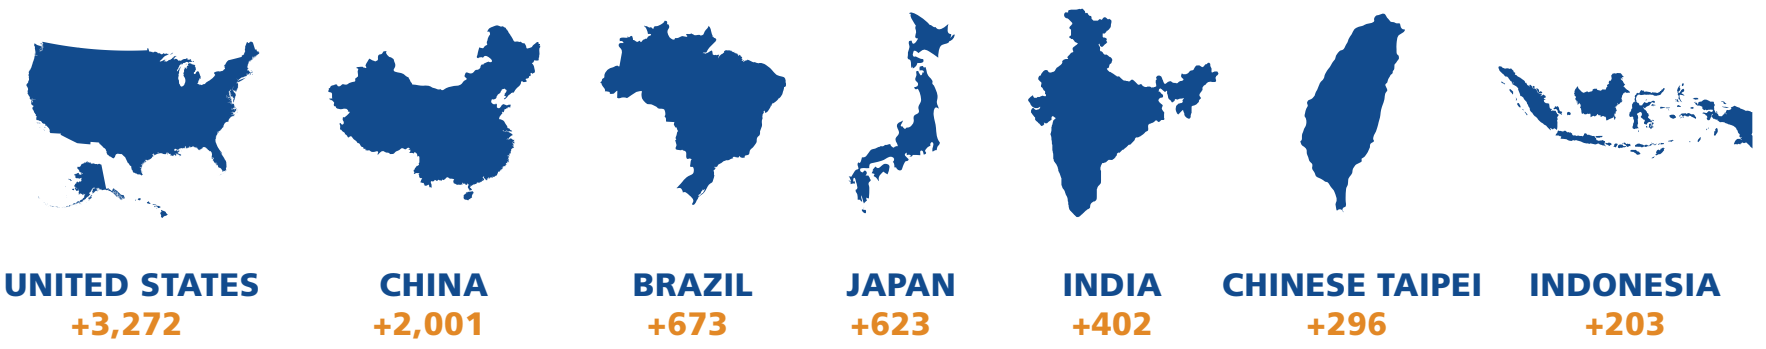 UNITED STATES
+3,272
CHINA
+2,001
BRAZIL
+673
JAPAN
+623
INDIA
+402
CHINESE TAIPEI
+296
INDONESIA
+203